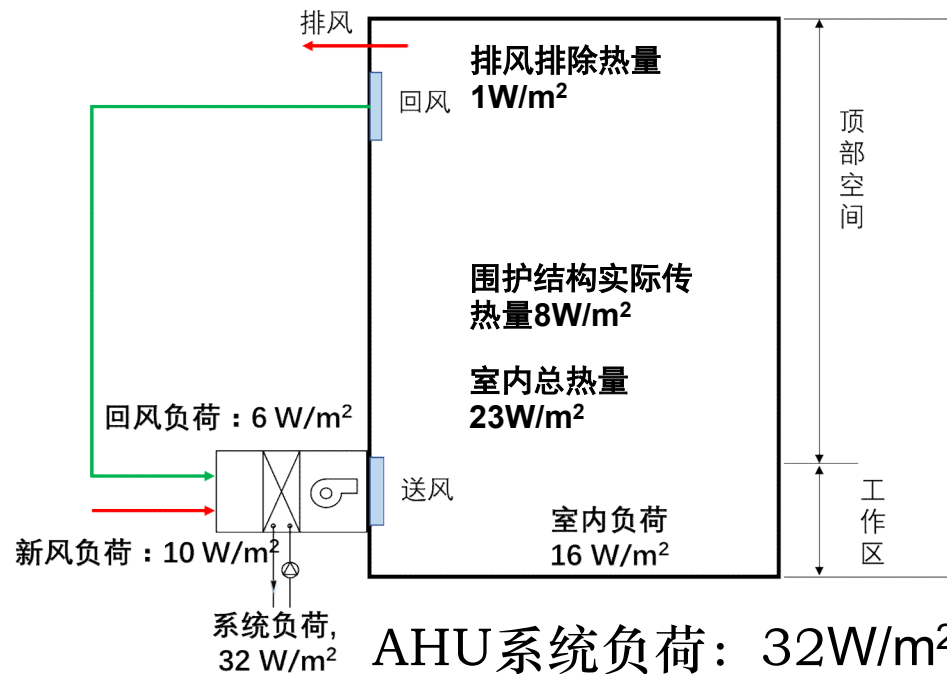 排风
排风排除热量
1W/m²
回风
顶部空间
围护结构实际传
热量8W/m²
室内总热量
23W/m²
回风负荷：6 W/m²
送风
工作区
室内负荷
16 W/m²
新风负荷：10 W/m²
系统负荷,
32 W/m²
AHU系统负荷：32W/m²